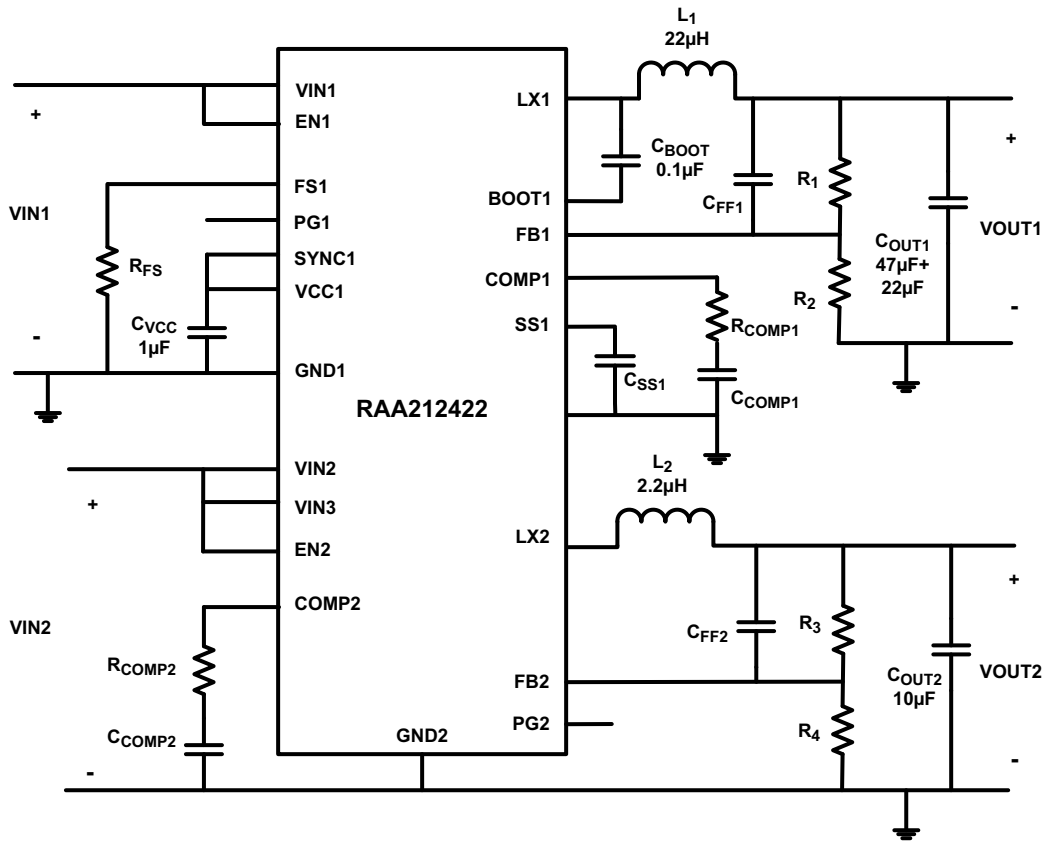 L1
22µH
VIN1
EN1
FS1
PG1
SYNC1
VCC1
GND1
LX1
BOOT1
FB1
COMP1
SS1
RAA212422
+
VIN1
-
RFS
CVCC
1µF
CBOOT
0.1µF
CFF1
R1
R2
COUT1
47µF+
22µF
+
VOUT1
-
RCOMP1
CSS1
CCOMP1
VIN2
VIN3
EN2
COMP2
LX2
FB2
PG2
GND2
L2
2.2µH
+
VIN2
-
RCOMP2
CCOMP2
CFF2
R3
R4
COUT2
10µF
+
VOUT2
-